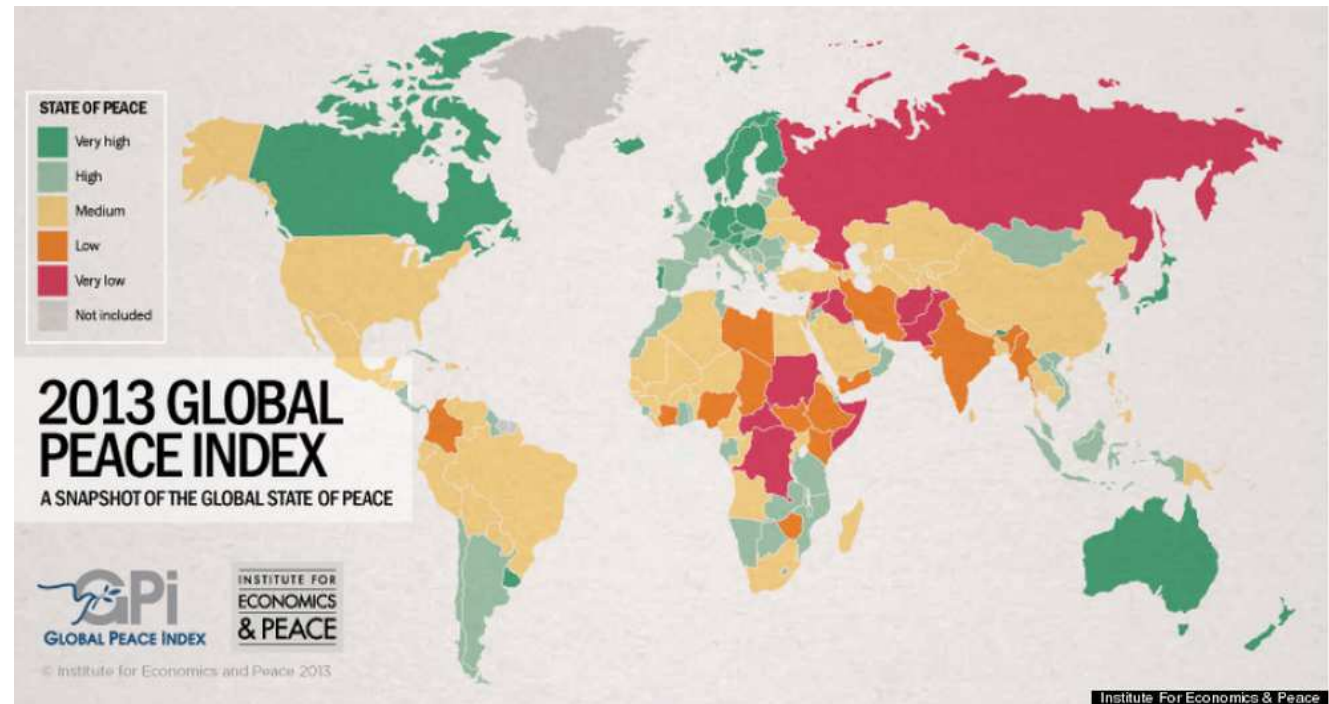 STATE OF PEACE
Very high
High
Medium
Low
Very low
Not included
2013 GLOBAL
PEACE INDEX
A SNAPSHOT OF THE GLOBAL STATE OF PEACE
GPi
GLOBAL PEACE INDEX
INSTITUTE FOR
ECONOMICS
& PEACE
© Institute for Economics and Peace 2013
Institute For Economics & Peace